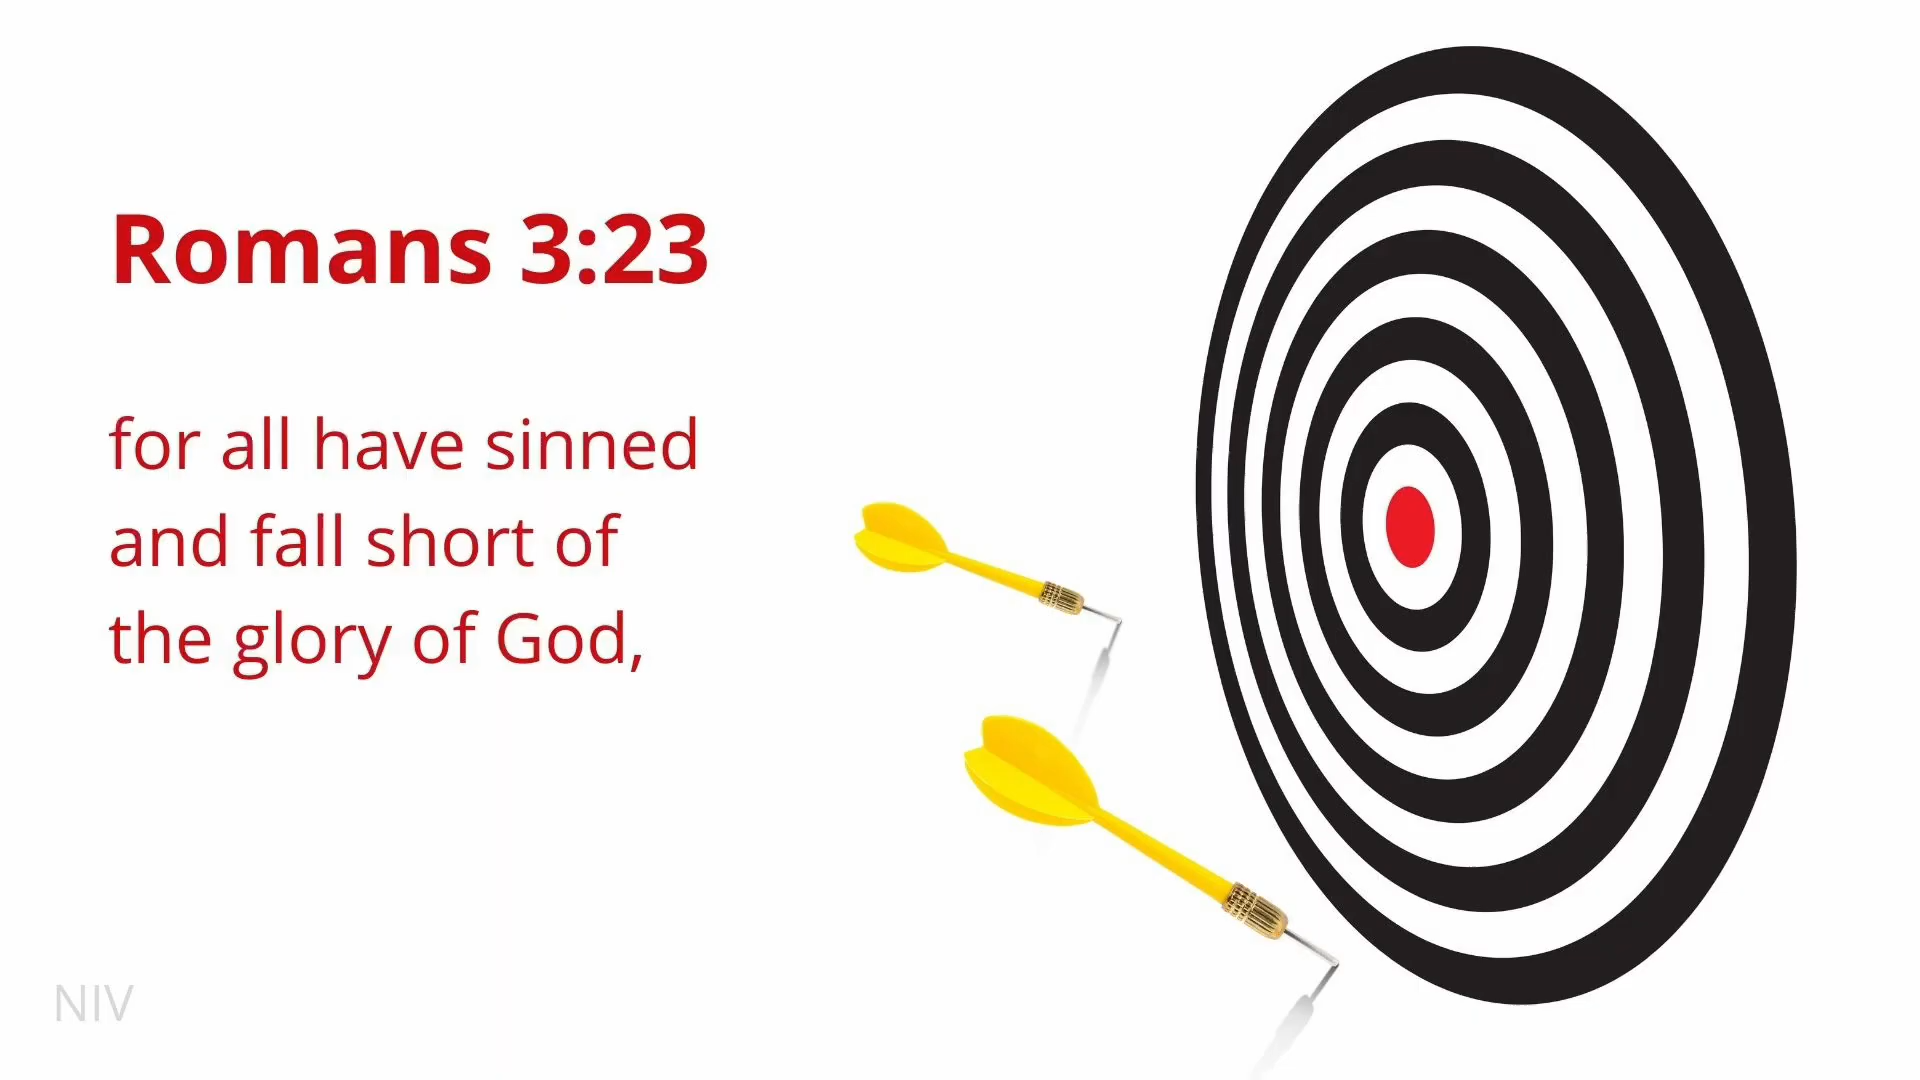 Romans 3:23
for all have sinned
and fall short of
the glory of God,
NIV